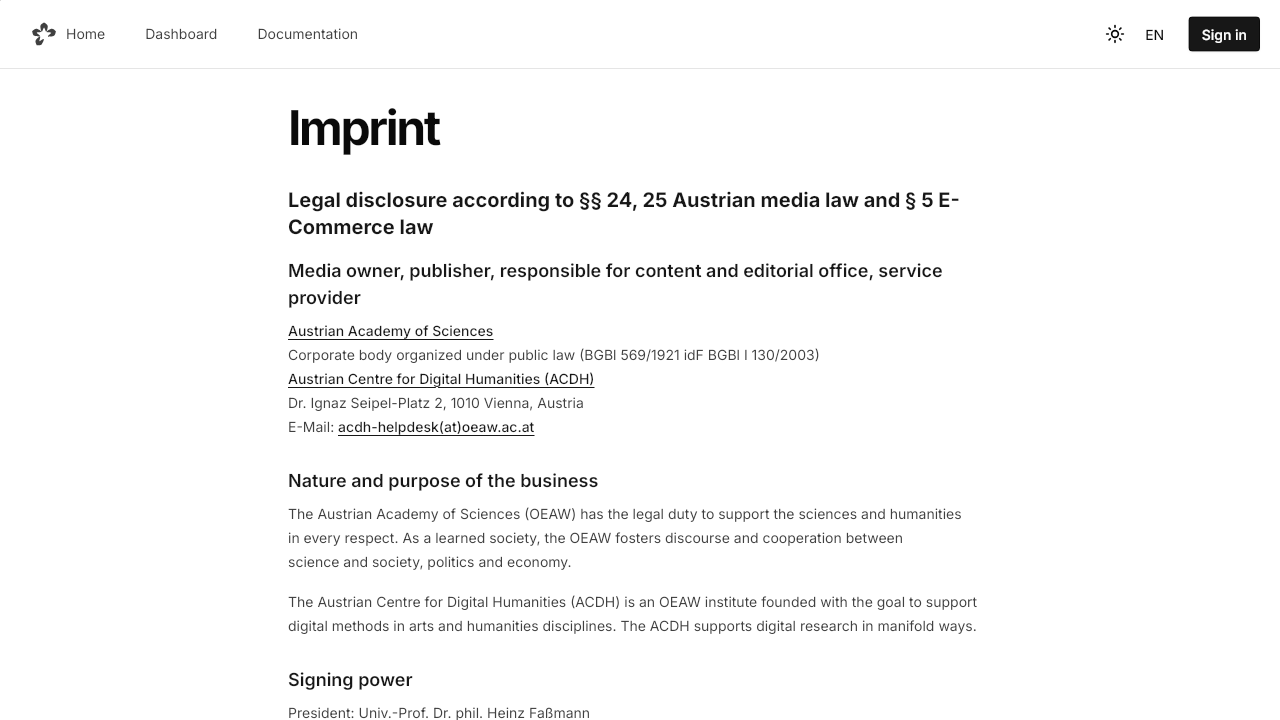 Home
Dashboard
Documentation
EN
Sign in
Imprint
Legal disclosure according to §§ 24, 25 Austrian media law and § 5 E-
Commerce law
Media owner, publisher, responsible for content and editorial office, service
provider
Austrian Academy of Sciences
Corporate body organized under public law (BGBl 569/1921 idF BGBl I 130/2003)
Austrian Centre for Digital Humanities (ACDH)
Dr. Ignaz Seipel-Platz 2, 1010 Vienna, Austria
E-Mail: acdh-helpdesk(at)oeaw.ac.at
Nature and purpose of the business
The Austrian Academy of Sciences (OEAW) has the legal duty to support the sciences and humanities
in every respect. As a learned society, the OEAW fosters discourse and cooperation between
science and society, politics and economy.
The Austrian Centre for Digital Humanities (ACDH) is an OEAW institute founded with the goal to support
digital methods in arts and humanities disciplines. The ACDH supports digital research in manifold ways.
Signing power
President: Univ.-Prof. Dr. phil. Heinz Faßmann